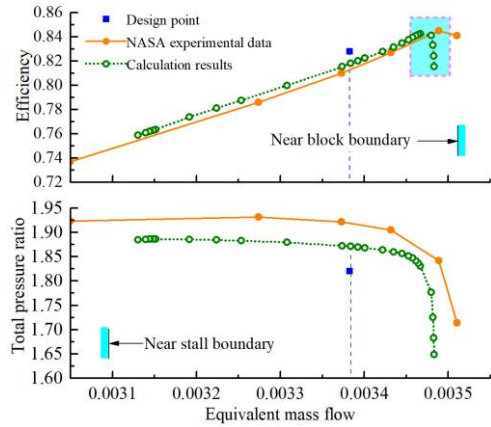 Design point
NASA experimental data
Calculation results
Near block boundary
Efficiency
0.86
0.84
0.82
0.80
0.78
0.76
0.74
0.72
Total pressure ratio
1.95
1.90
1.85
1.80
1.75
1.70
1.65
1.60
Near stall boundary
0.0031 0.0032 0.0033 0.0034 0.0035
Equivalent mass flow